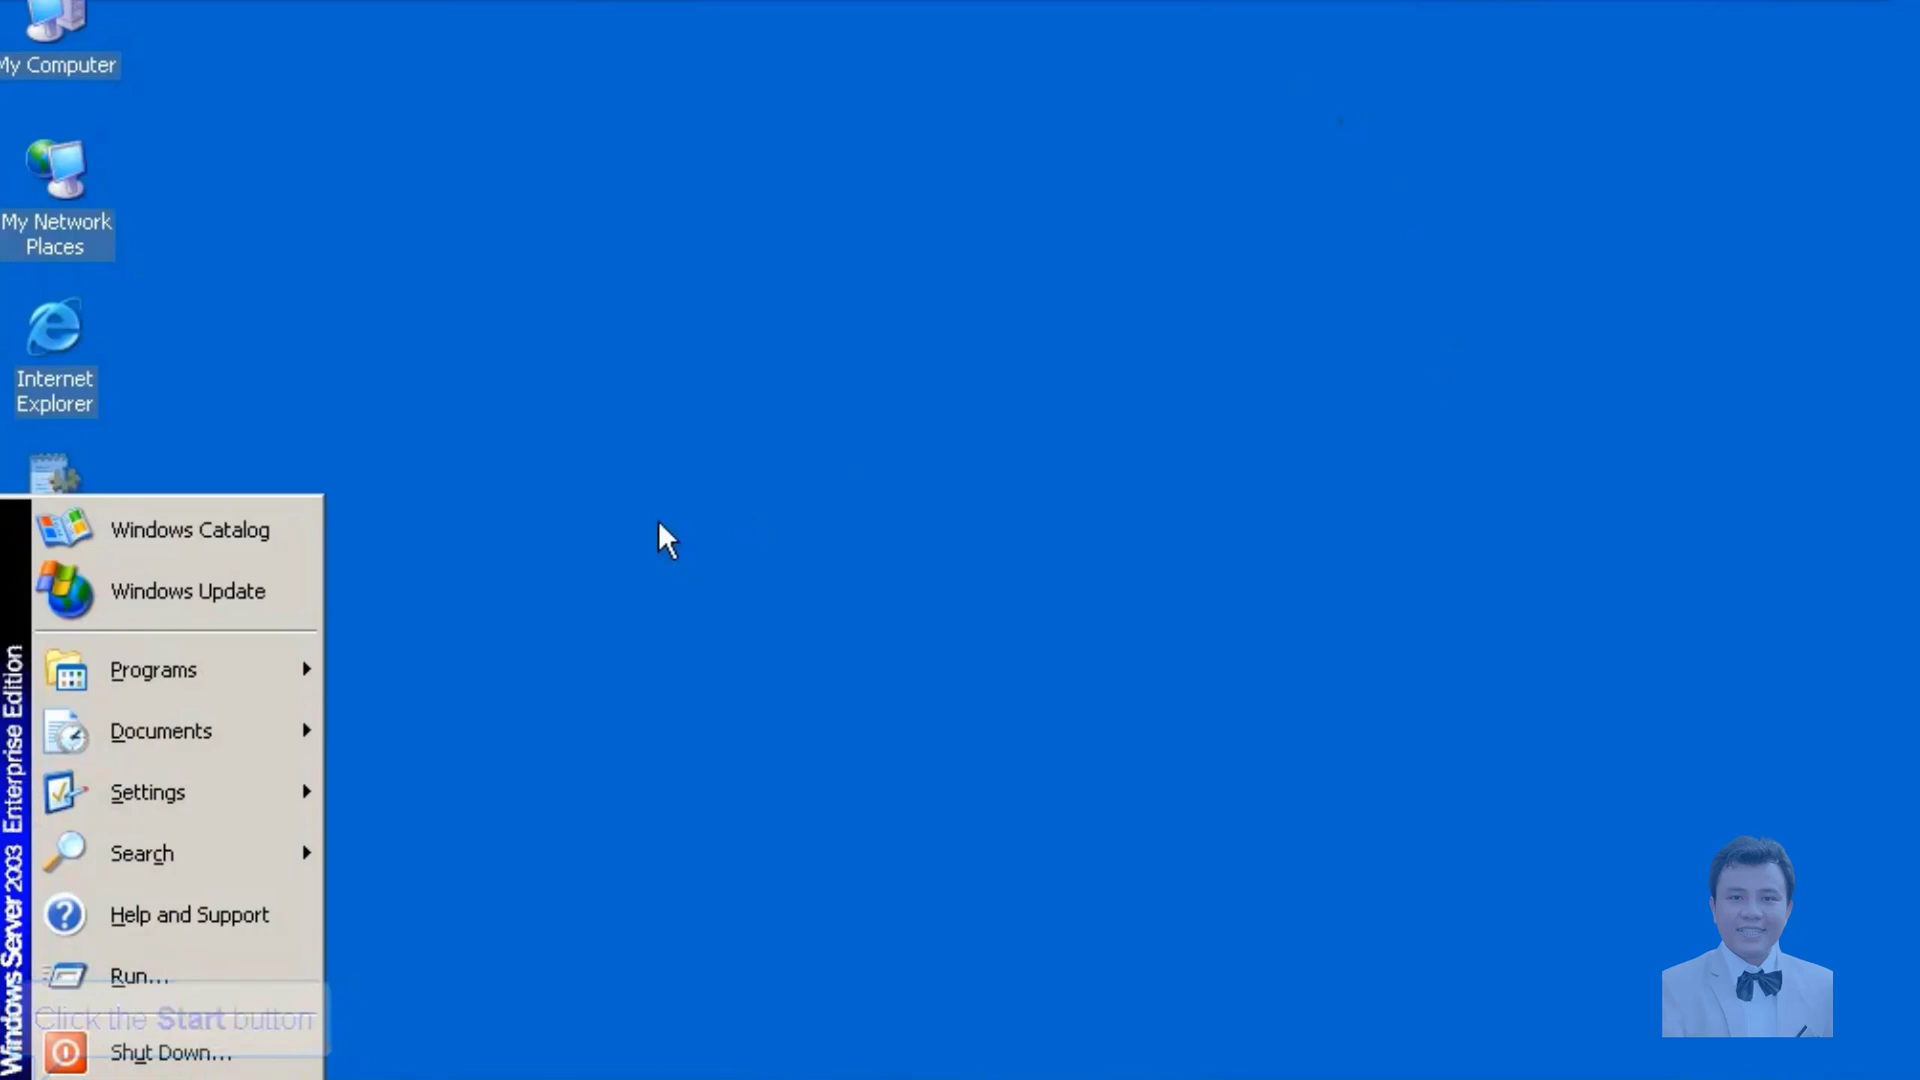 My Computer
My Network
Places
Internet
Explorer
Windows Catalog
Windows Update
Programs
Documents
Settings
Search
Help and Support
Run...
Click the Start button
Shut Down...
Windows Server 2003 Enterprise Edition